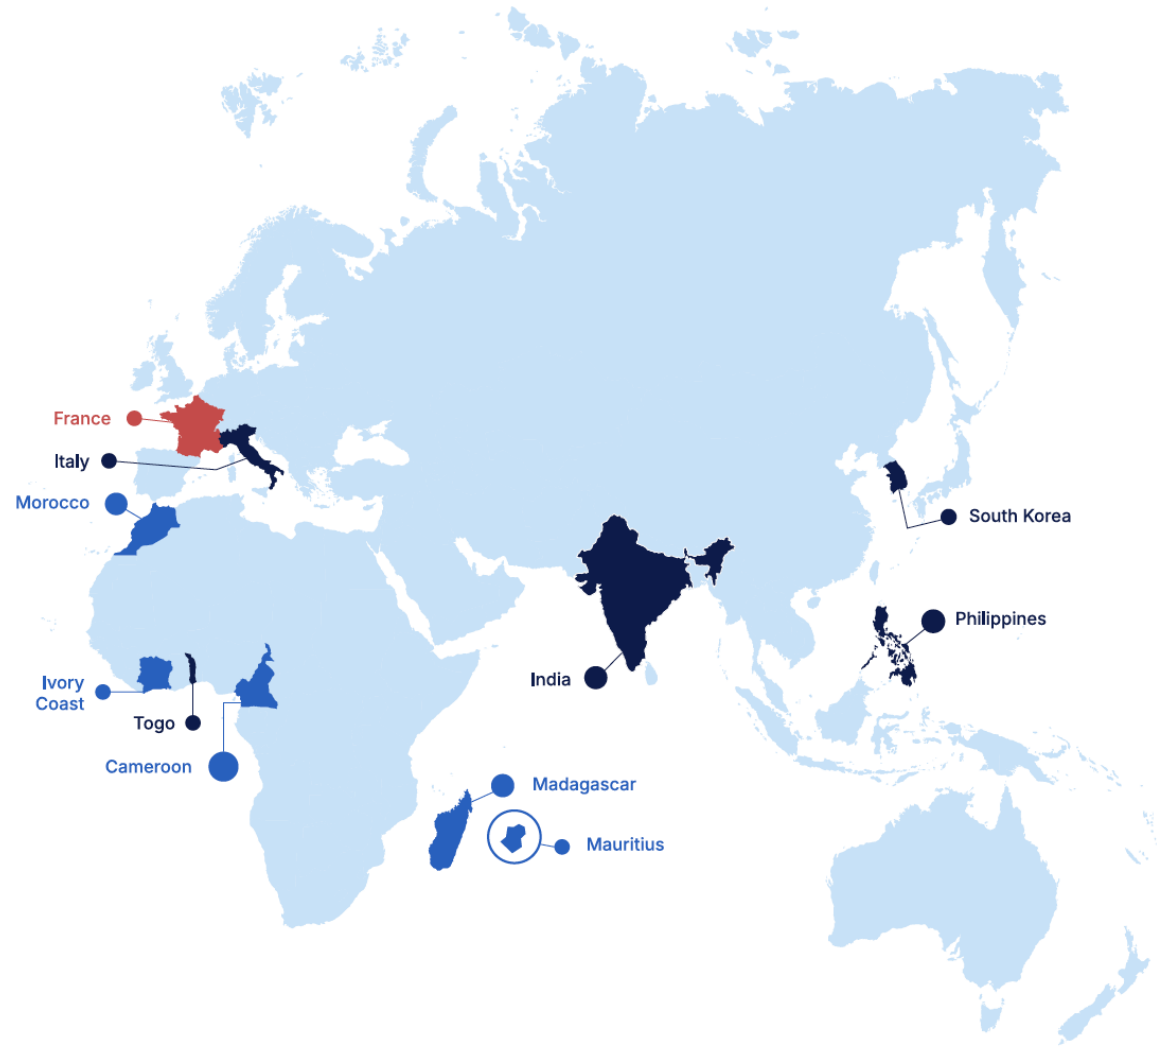 France
Italy
Morocco
South Korea
Philippines
India
Ivory
Coast
Togo
Cameroon
Madagascar
Mauritius